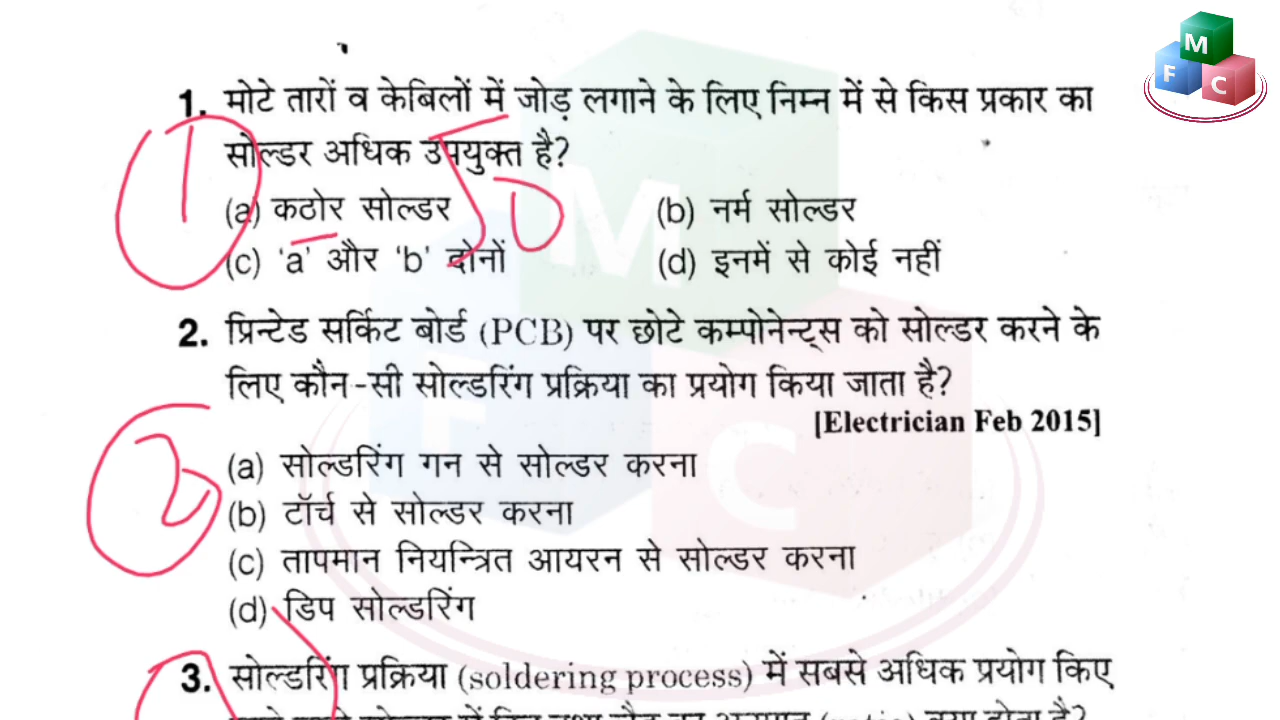 M
F
C
1. मोटे तारों व केबिलों में जोड़ लगाने के लिए निम्न में से किस प्रकार का
सोल्डर अधिक उपयुक्त है?
(a) कठोर सोल्डर (b) नर्म सोल्डर
(c) 'a' और 'b' दोनों (d) इनमें से कोई नहीं
2. प्रिन्टेड सर्किट बोर्ड (PCB) पर छोटे कम्पोनेन्ट्स को सोल्डर करने के
लिए कौन-सी सोल्डरिंग प्रक्रिया का प्रयोग किया जाता है?
[Electrician Feb 2015]
(a) सोल्डरिंग गन से सोल्डर करना
(b) टॉर्च से सोल्डर करना
(c) तापमान नियन्त्रित आयरन से सोल्डर करना
(d) डिप सोल्डरिंग
3. सोल्डरिंग प्रक्रिया (soldering process) में सबसे अधिक प्रयोग किए